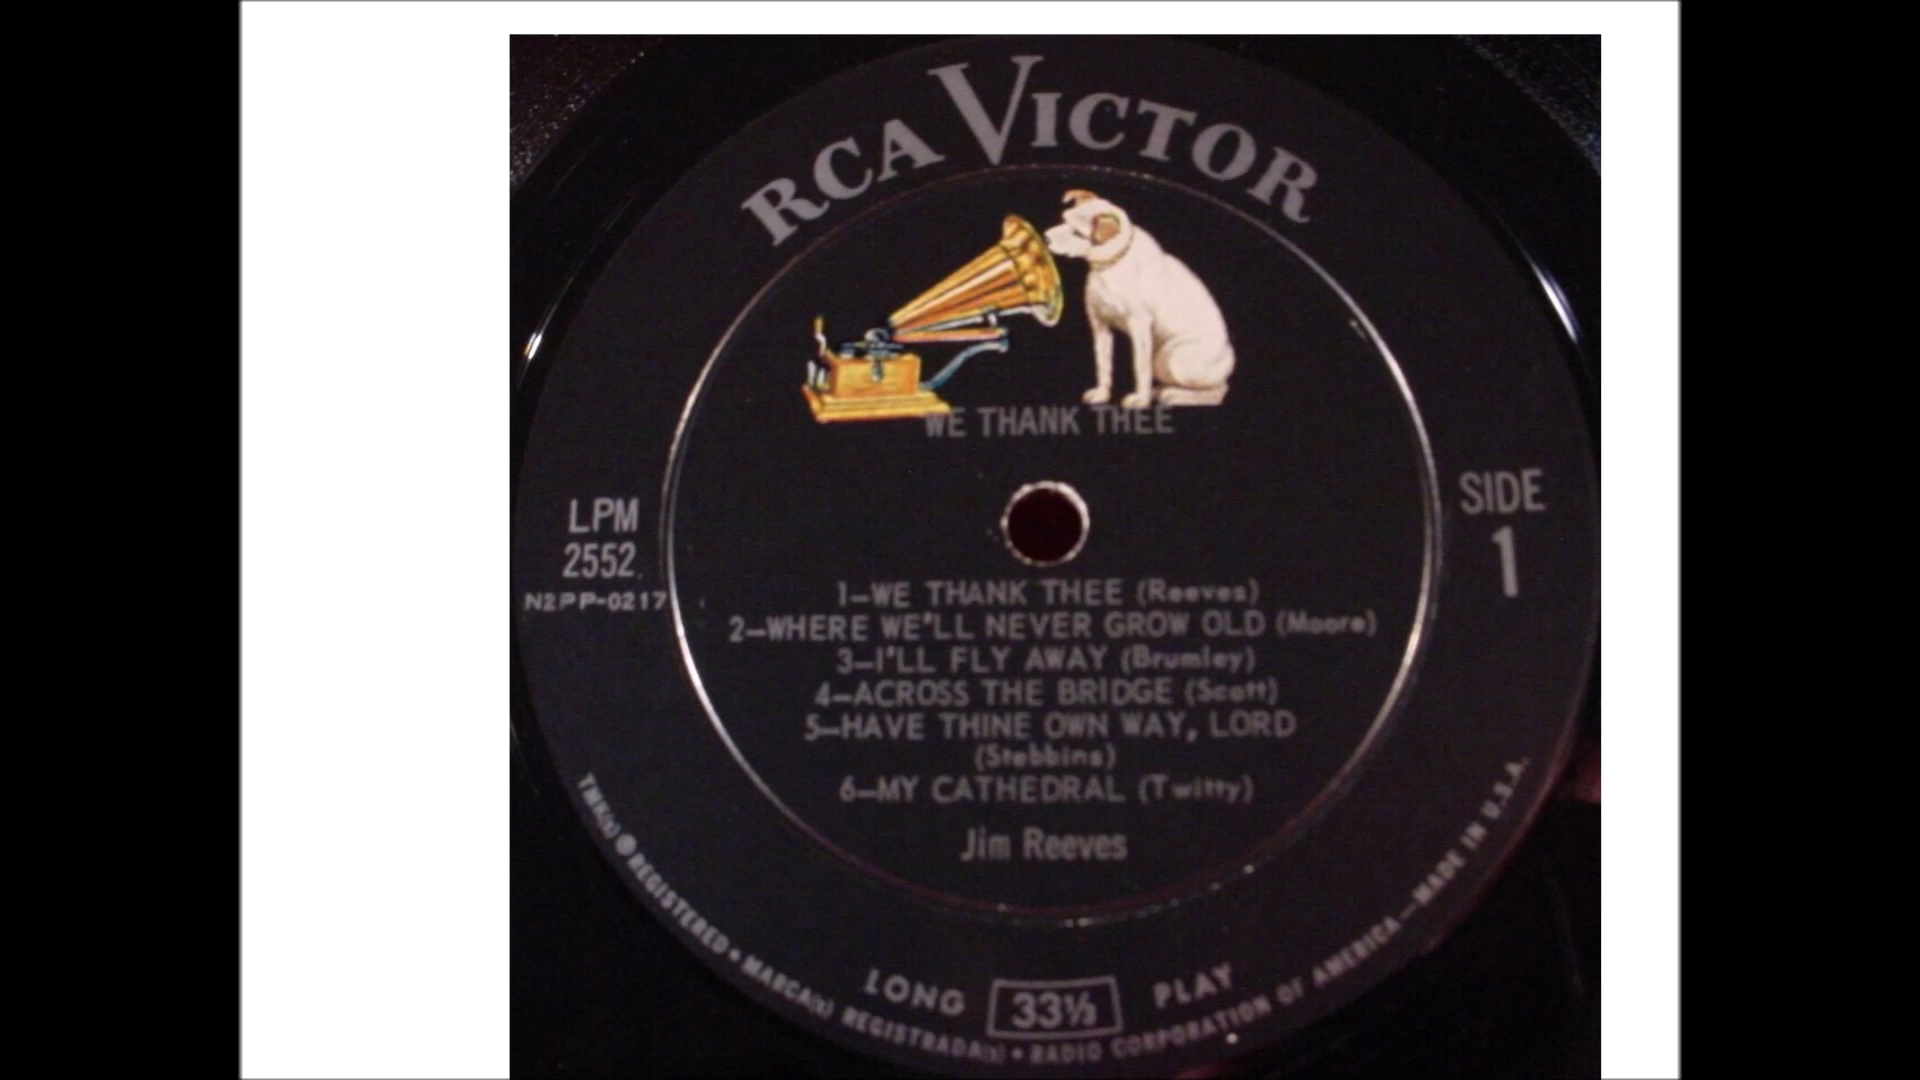 RCA VICTOR
WE THANK THEE
LPM
2552
N2PP-0217
SIDE
1
1—WE THANK THEE (Reeves)
2—WHERE WE'LL NEVER GROW OLD (Moore)
3—I'LL FLY AWAY (Brumley)
4—ACROSS THE BRIDGE (Scott)
5—HAVE THINE OWN WAY, LORD
(Stebbins)
6—MY CATHEDRAL (Twitty)
Jim Reeves
LONG 33⅓ PLAY
TMK(s) ® REGISTERED • MARCA(s) REGISTRADA(s) • RADIO CORPORATION OF AMERICA—MADE IN U.S.A.